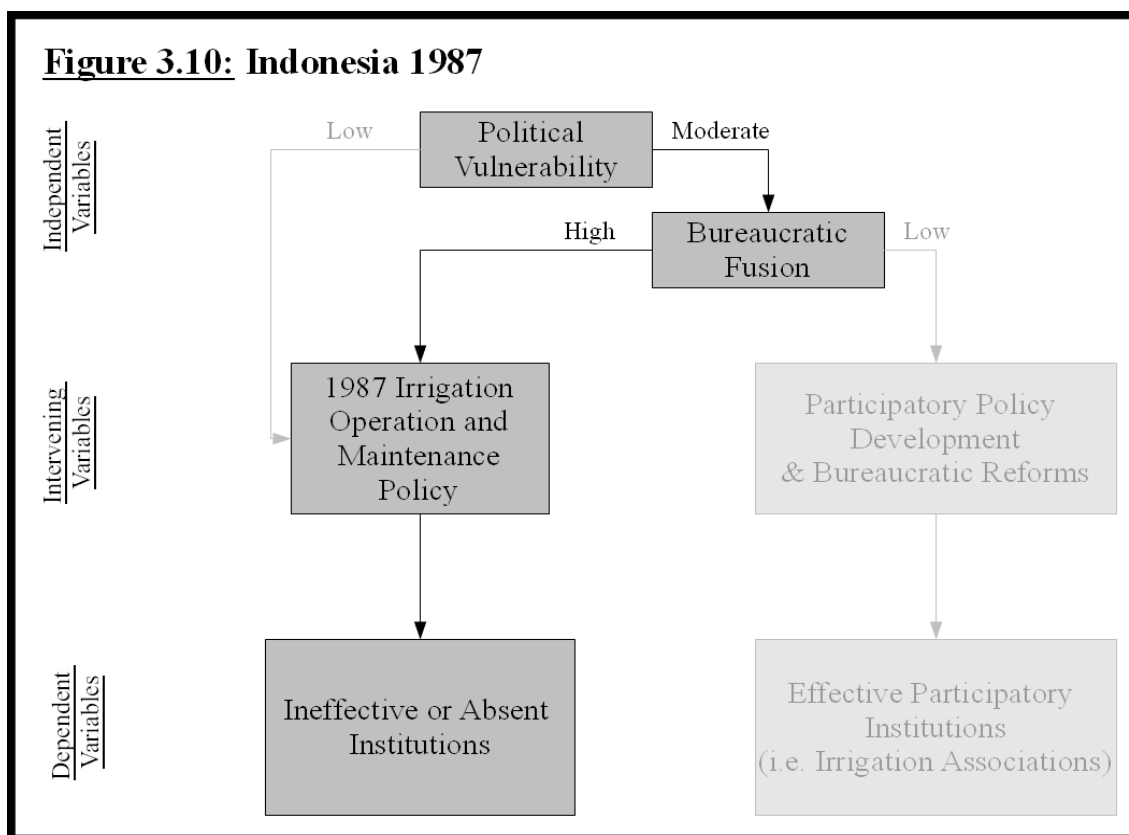 Figure 3.10: Indonesia 1987
Independent
Variables
Low
Political
Vulnerability
Moderate
High
Bureaucratic
Fusion
Low
Intervening
Variables
1987 Irrigation
Operation and
Maintenance
Policy
Participatory Policy
Development
& Bureaucratic Reforms
Dependent
Variables
Ineffective or Absent
Institutions
Effective Participatory
Institutions
(i.e. Irrigation Associations)